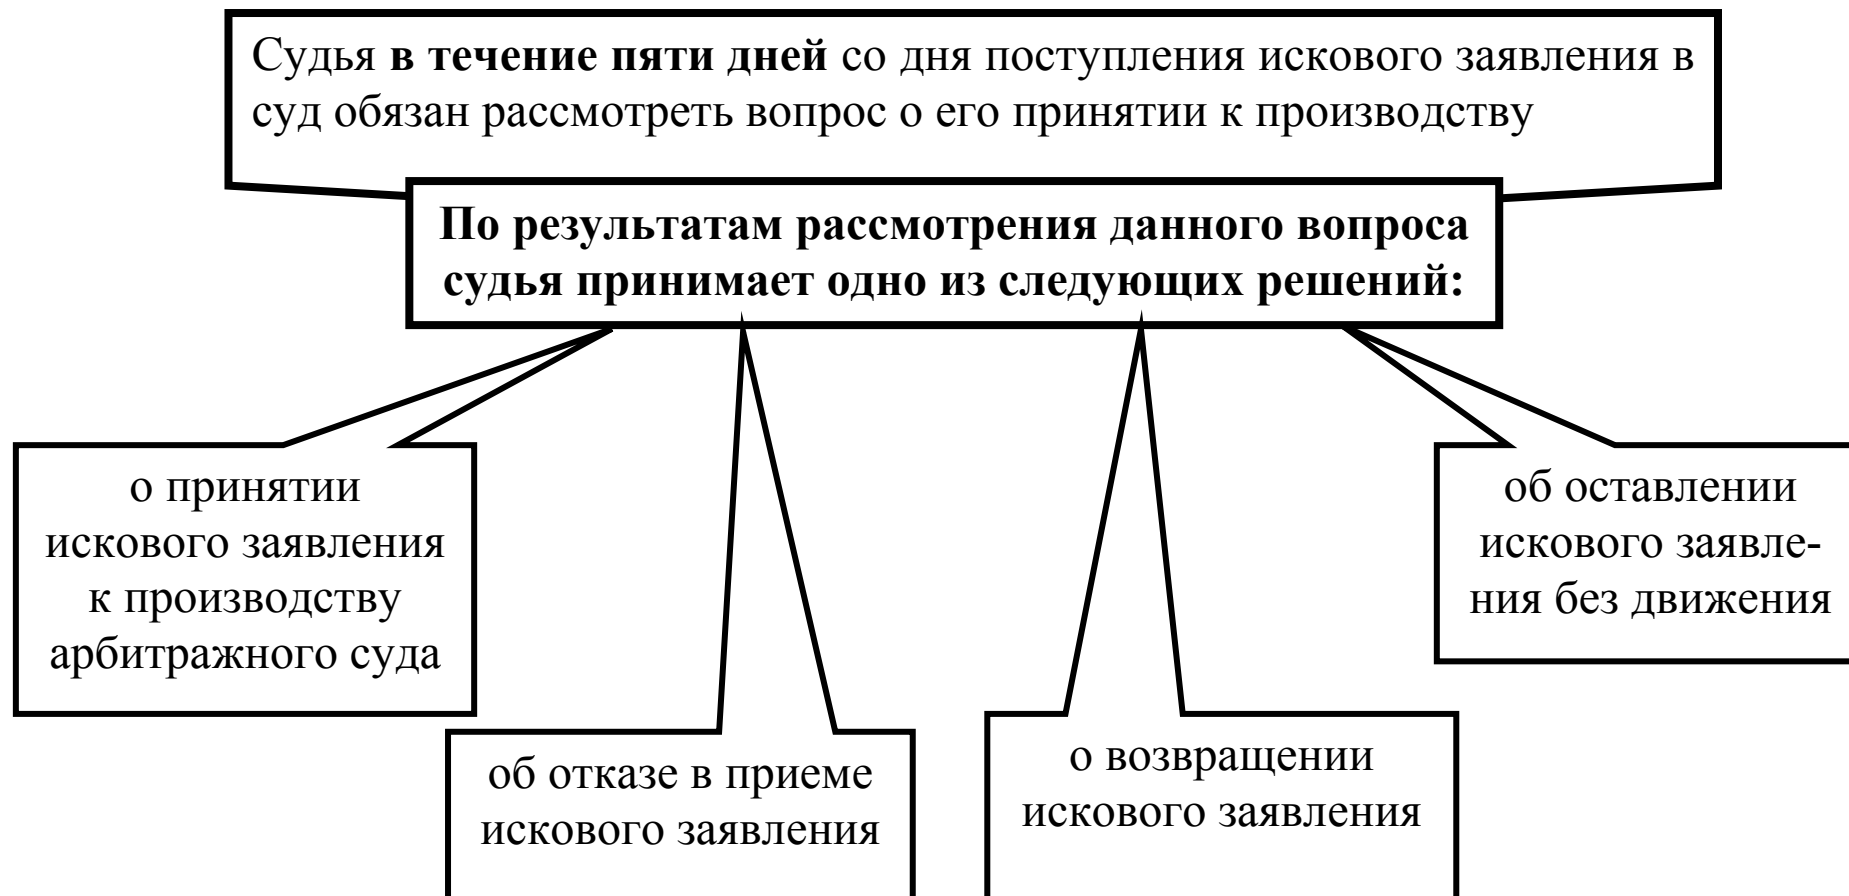 Судья в течение пяти дней со дня поступления искового заявления в
суд обязан рассмотреть вопрос о его принятии к производству
По результатам рассмотрения данного вопроса
судья принимает одно из следующих решений:
о принятии
искового заявления
к производству
арбитражного суда
об отказе в приеме
искового заявления
о возвращении
искового заявления
об оставлении
искового заявле-
ния без движения